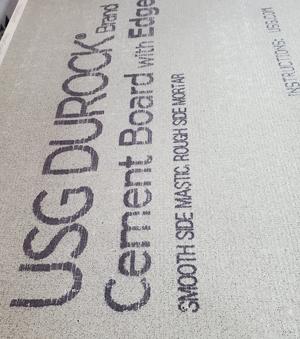 USG DUROCK® Brand
Cement Board with Edge
SMOOTH SIDE MASTIC. ROUGH SIDE MORTAR
INSTRUCTIONS: USG.COM